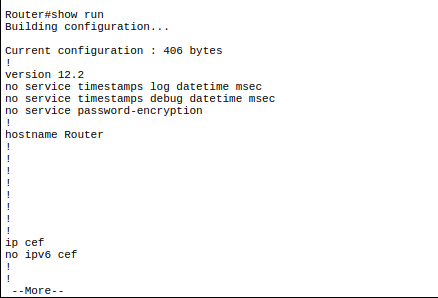 Router#show run
Building configuration...
Current configuration : 406 bytes
!
version 12.2
no service timestamps log datetime msec
no service timestamps debug datetime msec
no service password-encryption
!
hostname Router
!
!
!
!
!
!
!
!
ip cef
no ipv6 cef
!
!
--More--